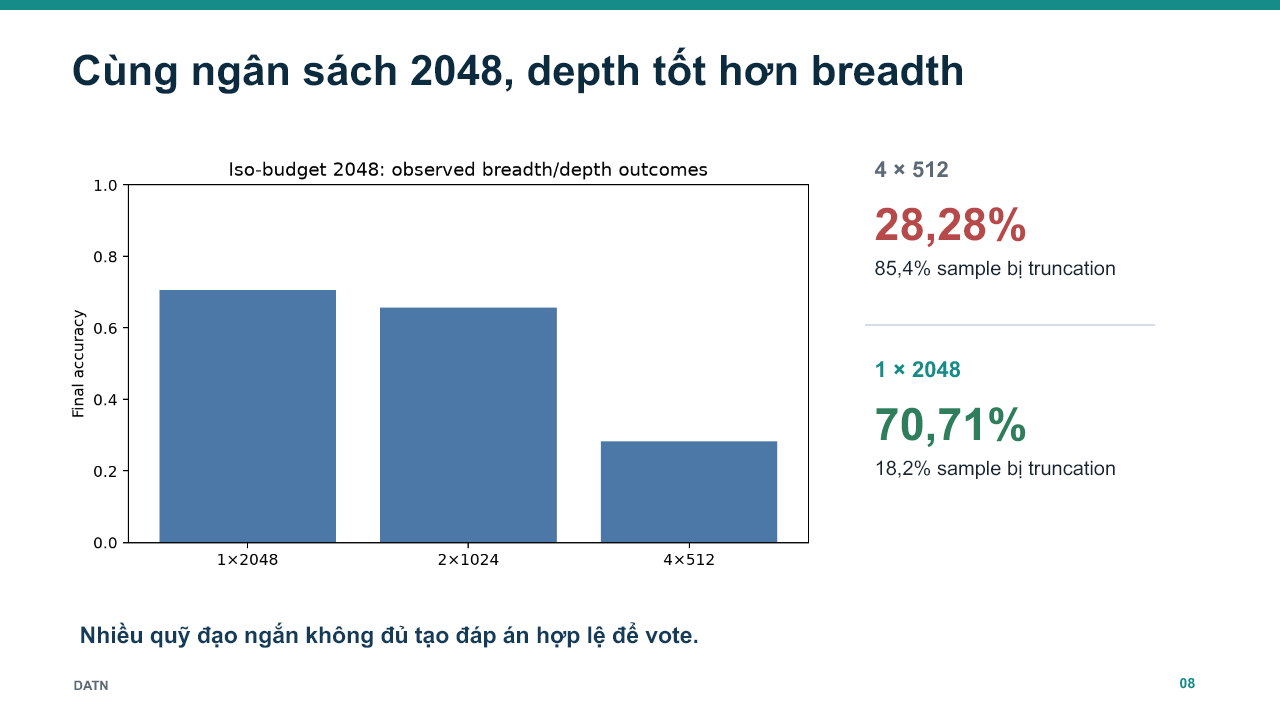 Cùng ngân sách 2048, depth tốt hơn breadth
Iso-budget 2048: observed breadth/depth outcomes
Final accuracy
1.0
0.8
0.6
0.4
0.2
0.0
1×2048
2×1024
4×512
4 × 512
28,28%
85,4% sample bị truncation
1 × 2048
70,71%
18,2% sample bị truncation
Nhiều quỹ đạo ngắn không đủ tạo đáp án hợp lệ để vote.
DATN
08